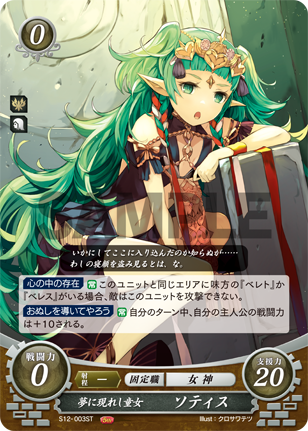 0
SAMPLE
いかにしてここに入り込んだのか知らぬが……
わしの寝顔を盗み見るとは、な。
心の中の存在 常 このユニットと同じエリアに味方の『ベレト』か
『ベレス』がいる場合、敵はこのユニットを攻撃できない。
おぬしを導いてやろう 常 自分のターン中、自分の主人公の戦闘力
は+10される。
戦闘力
0
射程 一 固定職 女神
支援力
20
夢に現れし童女 ソティス
S12-003ST Illust:クロサワテツ